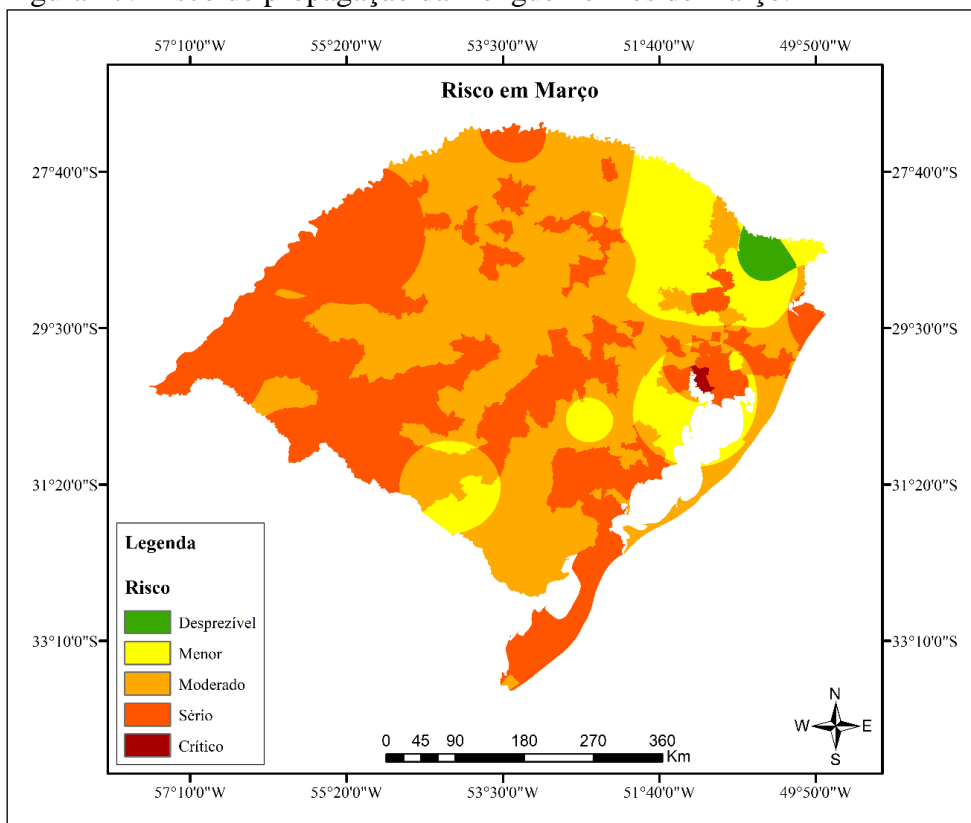 57°10'0"W 55°20'0"W 53°30'0"W 51°40'0"W 49°50'0"W
Risco em Março
27°40'0"S 27°40'0"S
29°30'0"S 29°30'0"S
31°20'0"S 31°20'0"S
Legenda
Risco
Desprezível
33°10'0"S 33°10'0"S
Menor
Moderado
Sério
Crítico
N
W E
S
0 45 90 180 270 360
Km
57°10'0"W 55°20'0"W 53°30'0"W 51°40'0"W 49°50'0"W